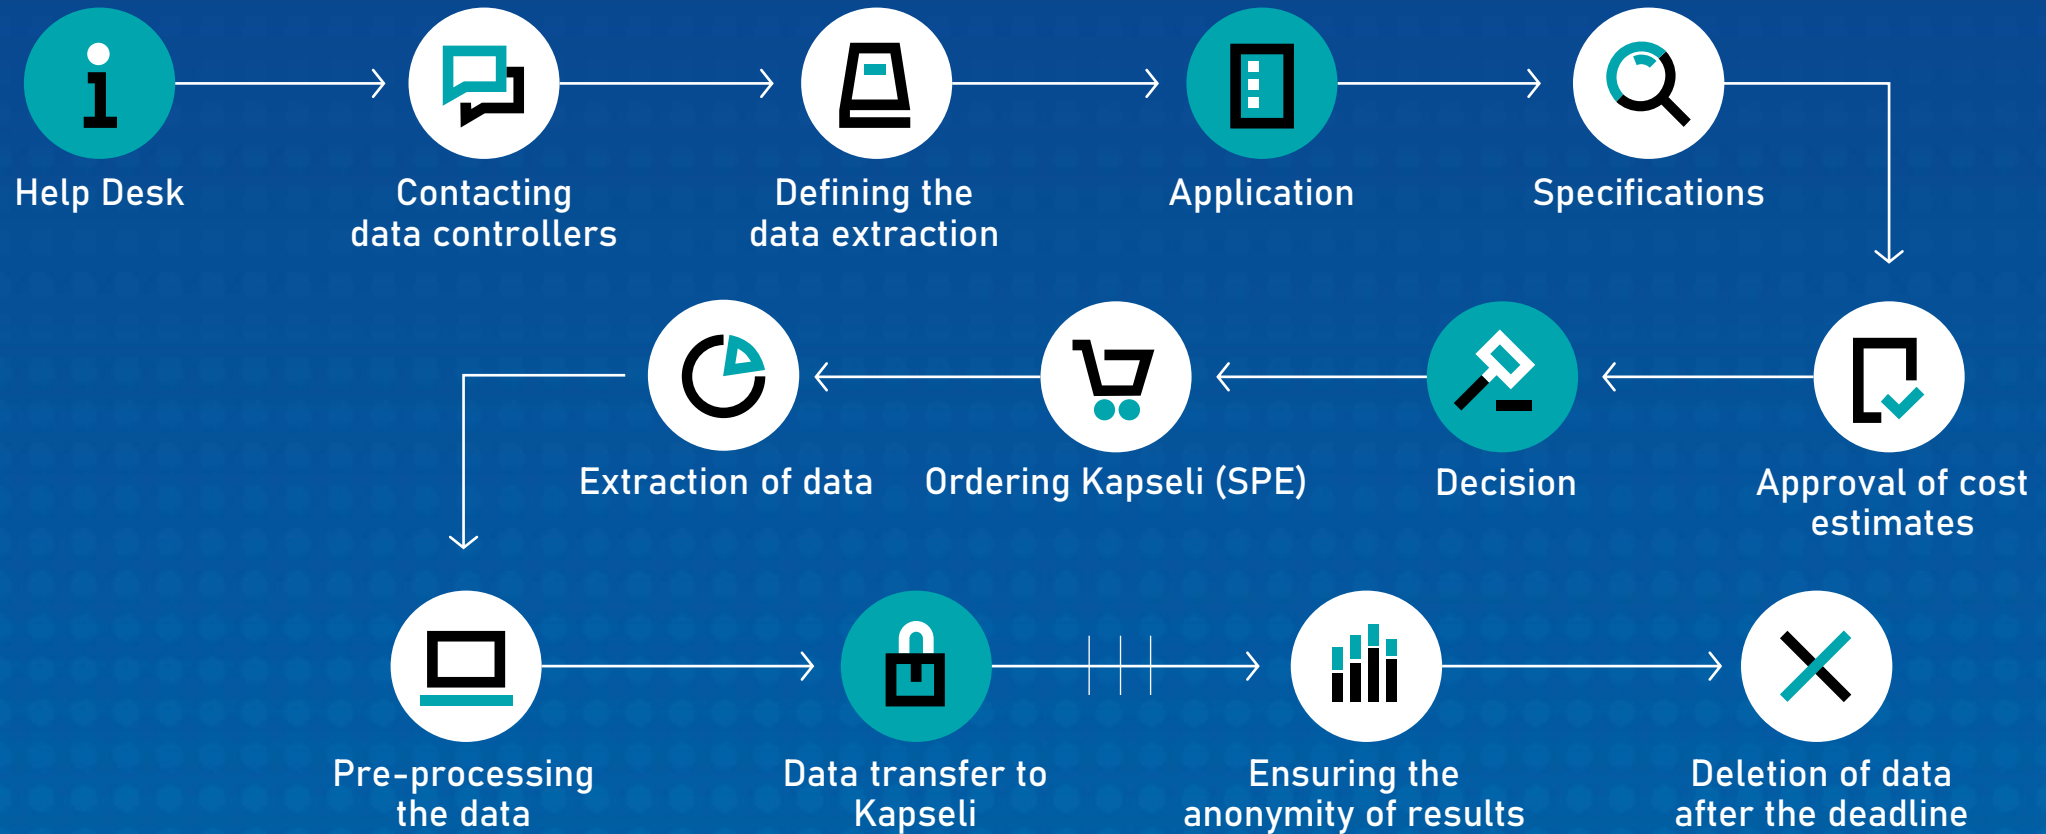 Help Desk
Contacting
data controllers
Defining the
data extraction
Application
Specifications
Extraction of data
Ordering Kapseli (SPE)
Decision
Approval of cost
estimates
Pre-processing
the data
Data transfer to
Kapseli
Ensuring the
anonymity of results
Deletion of data
after the deadline